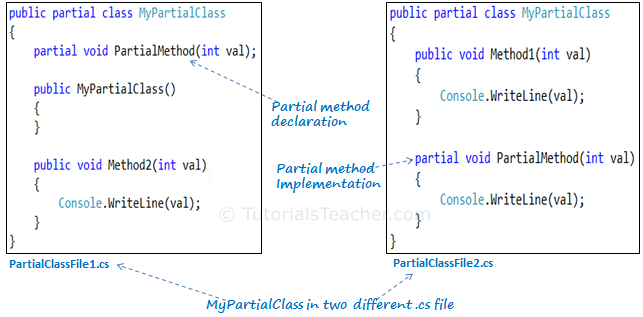 public partial class MyPartialClass
{
    partial void PartialMethod(int val);

    public MyPartialClass()
    {
    }

    public void Method2(int val)
    {
        Console.WriteLine(val);
    }
}
PartialClassFile1.cs
Partial method
declaration
Partial method
Implementation
public partial class MyPartialClass
{
    public void Method1(int val)
    {
        Console.WriteLine(val);
    }

    partial void PartialMethod(int val)
    {
        Console.WriteLine(val);
    }
}
PartialClassFile2.cs
© TutorialsTeacher.com
MyPartialClass in two different .cs file